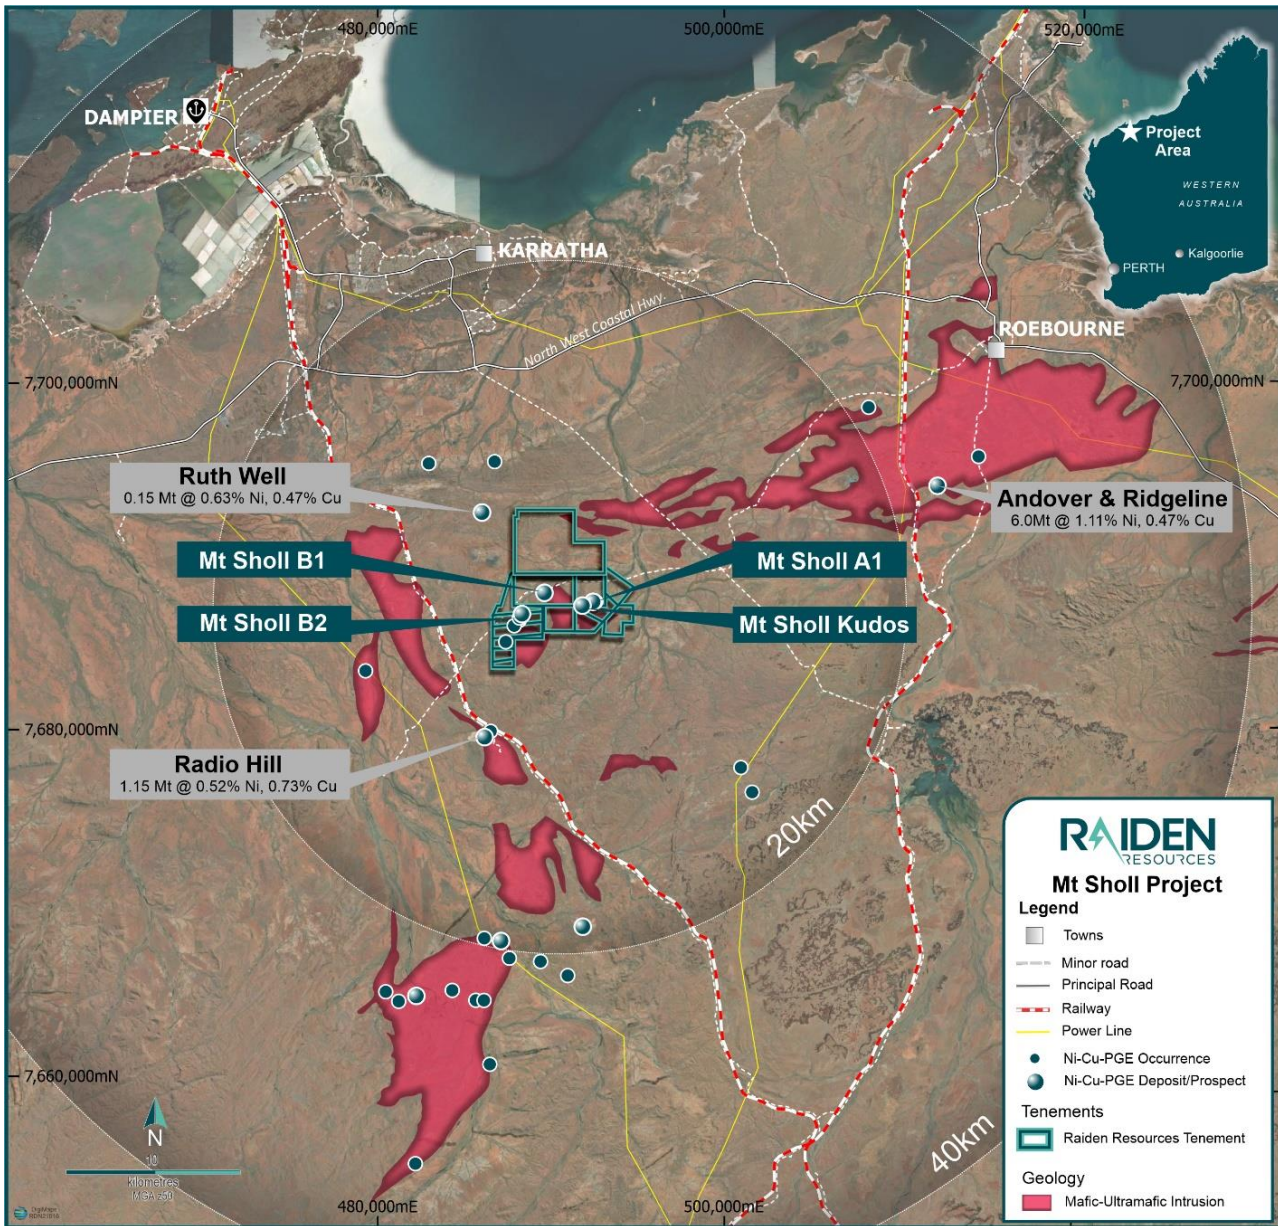 480,000mE
500,000mE
520,000mE
DAMPIER
Project
Area
WESTERN
AUSTRALIA
Kalgoorlie
PERTH
KARRATHA
North West Coastal Hwy.
ROEBOURNE
7,700,000mN
7,700,000mN
Ruth Well
0.15 Mt @ 0.63% Ni, 0.47% Cu
Andover & Ridgeline
6.0Mt @ 1.11% Ni, 0.47% Cu
Mt Sholl B1
Mt Sholl A1
Mt Sholl B2
Mt Sholl Kudos
7,680,000mN
Radio Hill
1.15 Mt @ 0.52% Ni, 0.73% Cu
20km
RAIDEN
RESOURCES
Mt Sholl Project
Legend
Towns
Minor road
Principal Road
Railway
Power Line
Ni-Cu-PGE Occurrence
Ni-Cu-PGE Deposit/Prospect
Tenements
Raiden Resources Tenement
Geology
Mafic-Ultramafic Intrusion
7,660,000mN
40km
N
10
kilometres
MGA z50
480,000mE
500,000mE
DigiMaps